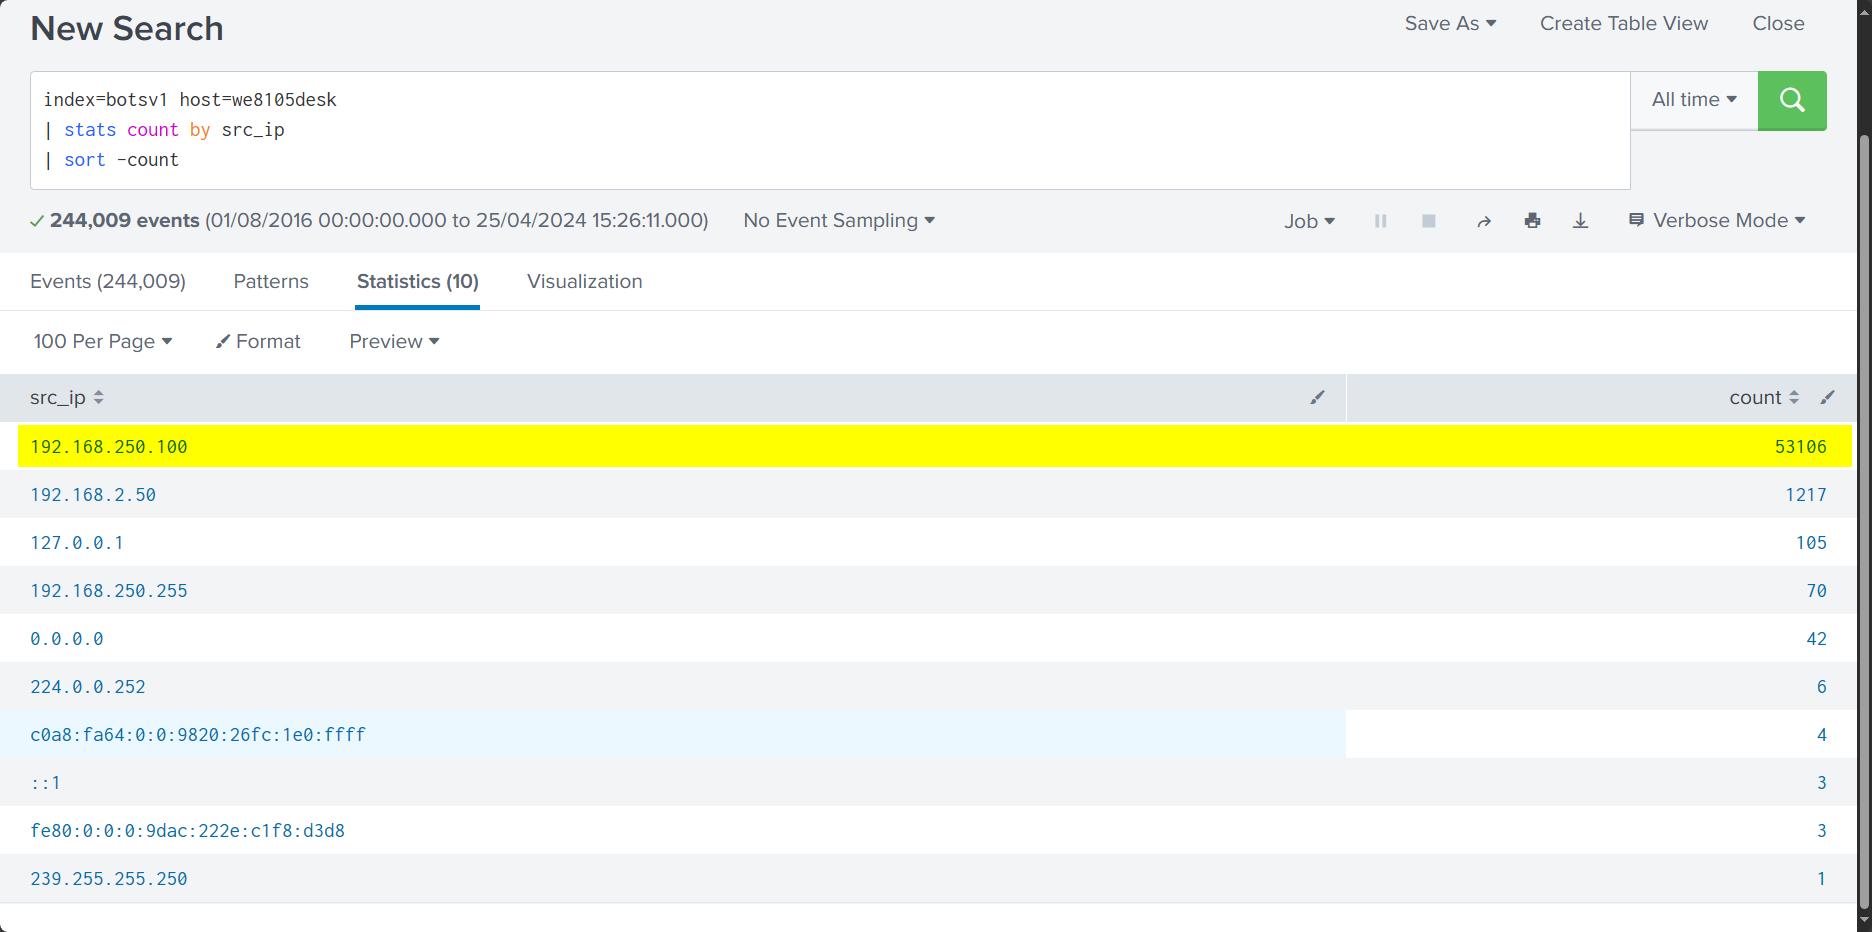 New Search
Save As
Create Table View
Close
index=botsv1 host=we8105desk
| stats count by src_ip
| sort -count
All time
244,009 events (01/08/2016 00:00:00.000 to 25/04/2024 15:26:11.000)
No Event Sampling
Job
Verbose Mode
Events (244,009)
Patterns
Statistics (10)
Visualization
100 Per Page
Format
Preview
src_ip count
192.168.250.100 53106
192.168.2.50 1217
127.0.0.1 105
192.168.250.255 70
0.0.0.0 42
224.0.0.252 6
c0a8:fa64:0:0:9820:26fc:1e0:ffff 4
::1 3
fe80:0:0:0:9dac:222e:c1f8:d3d8 3
239.255.255.250 1